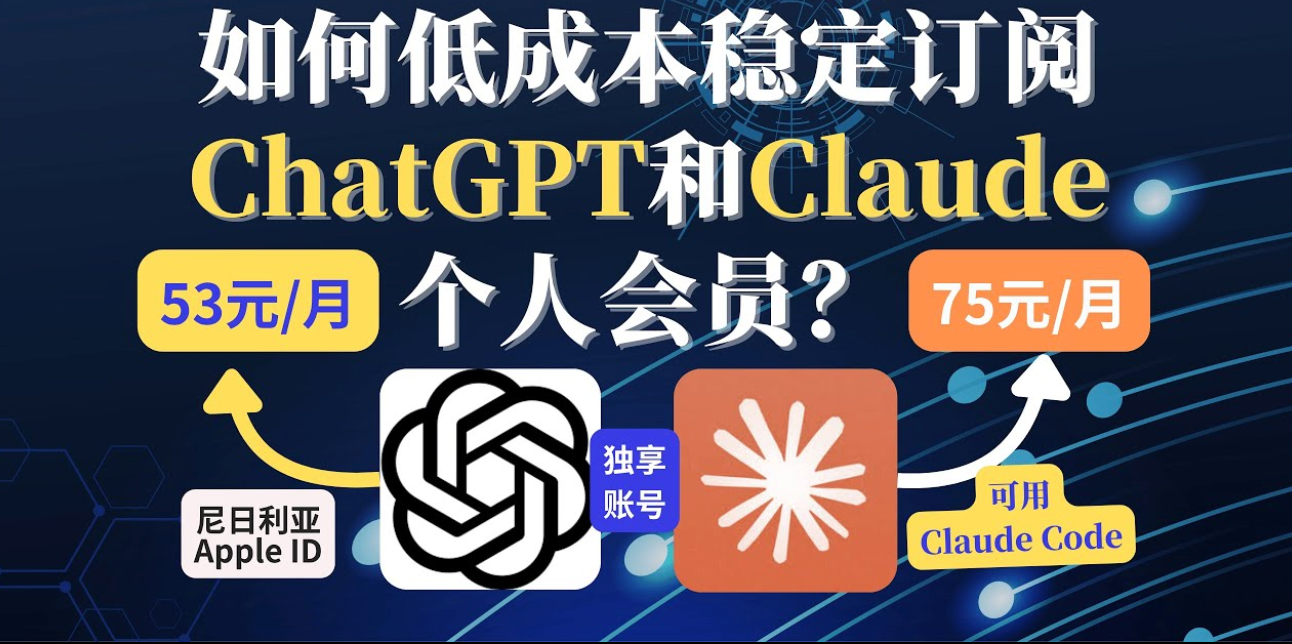 如何低成本稳定订阅
ChatGPT和Claude
个人会员？
53元/月
75元/月
独享
账号
尼日利亚
Apple ID
可用
Claude Code